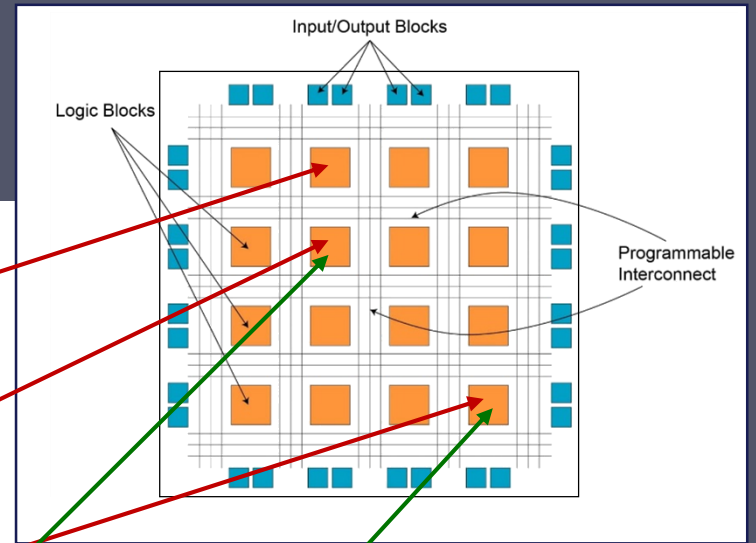 Input/Output Blocks
Logic Blocks
Programmable
Interconnect